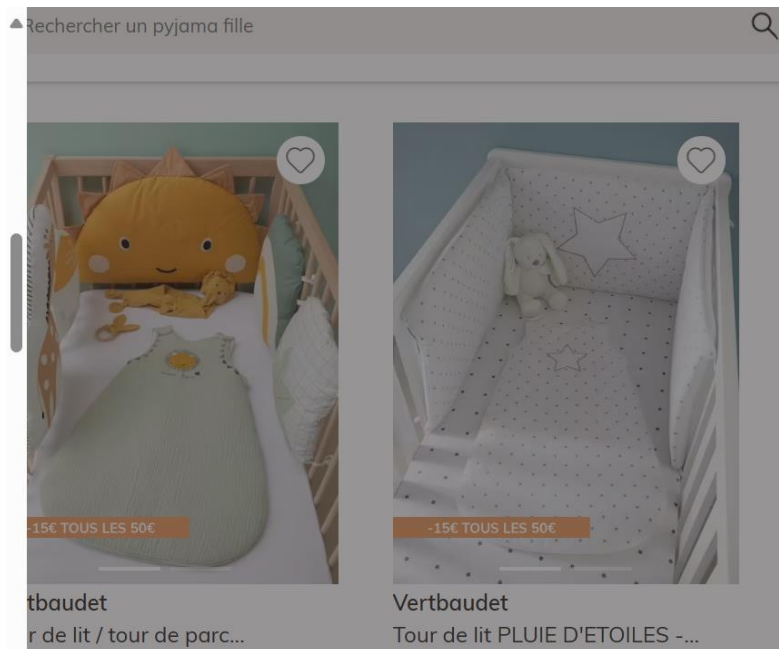 Rechercher un pyjama fille
-15€ TOUS LES 50€
-15€ TOUS LES 50€
tbaudet
Vertbaudet
r de lit / tour de parc...
Tour de lit PLUIE D'ETOILES -...